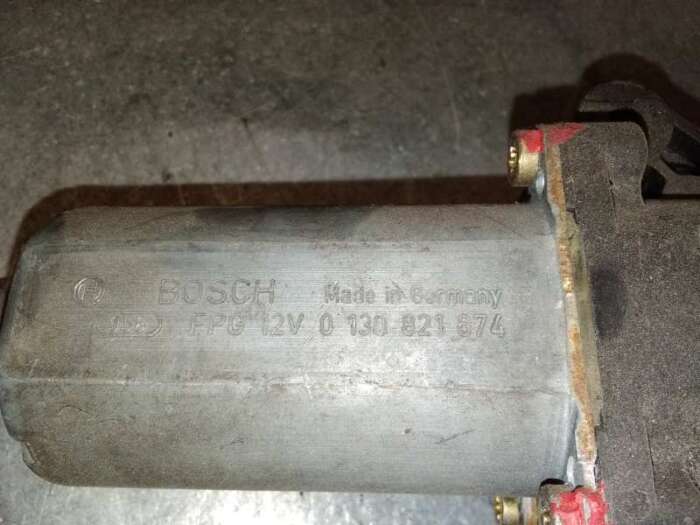 BOSCH Made in Germany
FPG 12V 0 130 821 674